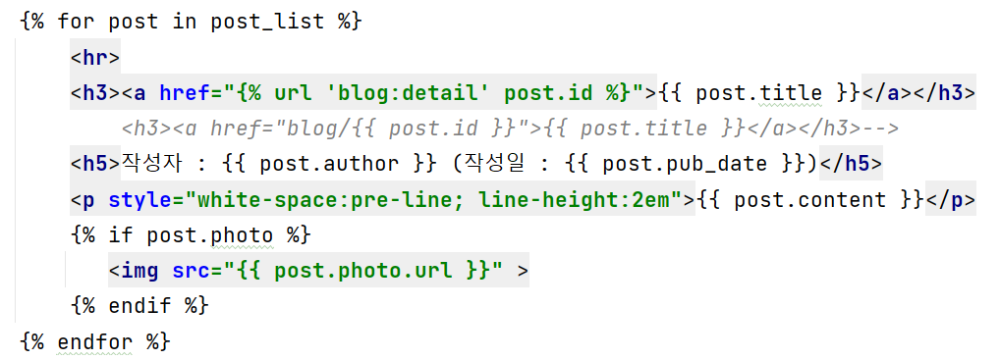 {% for post in post_list %}
<hr>
<h3><a href="{% url 'blog:detail' post.id %}">{{ post.title }}</a></h3>
<h3><a href="blog/{{ post.id }}">{{ post.title }}</a></h3>-->
<h5>작성자 : {{ post.author }} (작성일 : {{ post.pub_date }})</h5>
<p style="white-space:pre-line; line-height:2em">{{ post.content }}</p>
{% if post.photo %}
<img src="{{ post.photo.url }}" >
{% endif %}
{% endfor %}